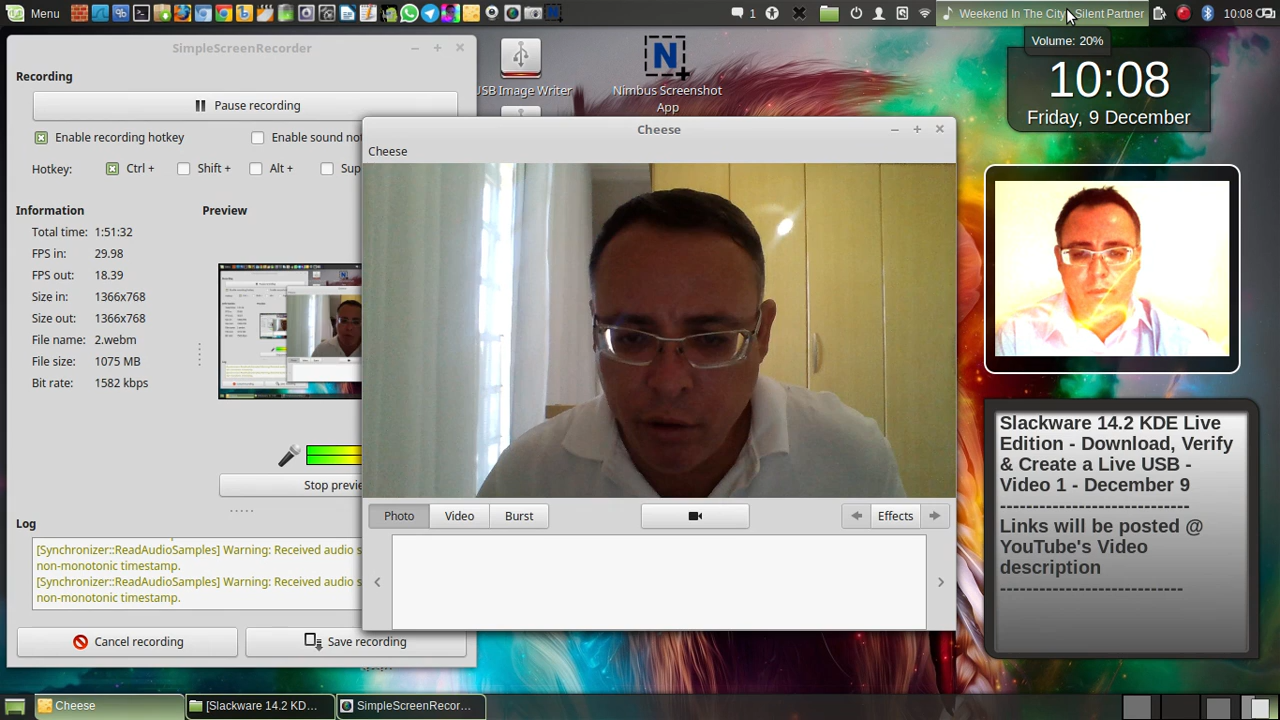 Menu
1
Weekend In The City - Silent Partner
10:08
Volume: 20%
10:08
Friday, 9 December
USB Image Writer
Nimbus Screenshot
App
SimpleScreenRecorder
Recording
Pause recording
Enable recording hotkey
Enable sound not
Hotkey:
Ctrl +
Shift +
Alt +
Sup
Information
Preview
Total time: 1:51:32
FPS in: 29.98
FPS out: 18.39
Size in: 1366x768
Size out: 1366x768
File name: 2.webm
File size: 1075 MB
Bit rate: 1582 kbps
Stop previe
Log
[Synchronizer::ReadAudioSamples] Warning: Received audio s
non-monotonic timestamp.
[Synchronizer::ReadAudioSamples] Warning: Received audio s
non-monotonic timestamp.
Cancel recording
Save recording
Cheese
Cheese
Photo
Video
Burst
Effects
Slackware 14.2 KDE Live
Edition - Download, Verify
& Create a Live USB -
Video 1 - December 9
----------------------------
Links will be posted @
YouTube's Video
description
---------------------------
Cheese
[Slackware 14.2 KD...
SimpleScreenRecor...